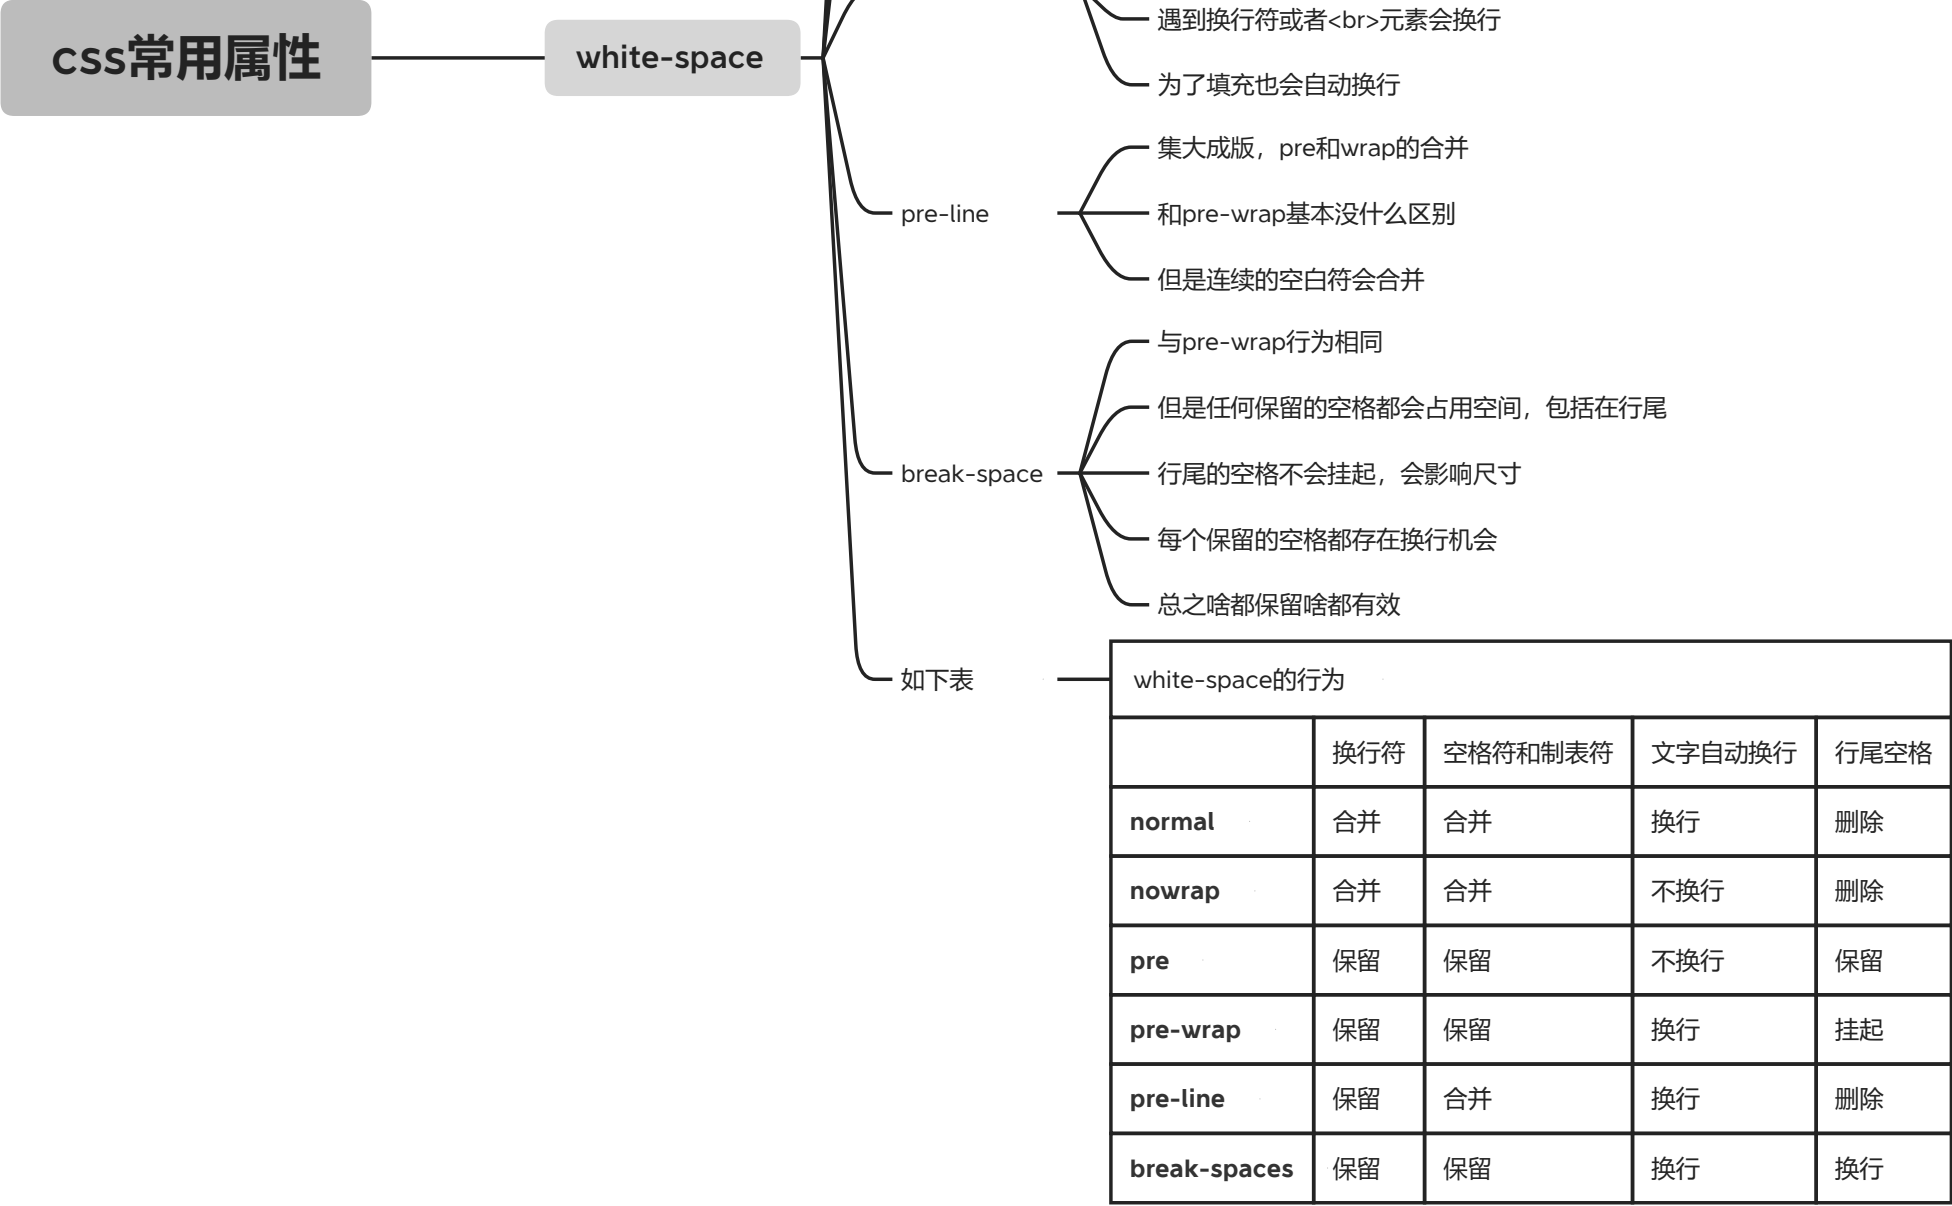 css常用属性
white-space
遇到换行符或者<br>元素会换行
为了填充也会自动换行
pre-line
集大成版，pre和wrap的合并
和pre-wrap基本没什么区别
但是连续的空白符会合并
break-space
与pre-wrap行为相同
但是任何保留的空格都会占用空间，包括在行尾
行尾的空格不会挂起，会影响尺寸
每个保留的空格都存在换行机会
总之啥都保留啥都有效
如下表
white-space的行为
换行符 空格符和制表符 文字自动换行 行尾空格
normal 合并 合并 换行 删除
nowrap 合并 合并 不换行 删除
pre 保留 保留 不换行 保留
pre-wrap 保留 保留 换行 挂起
pre-line 保留 合并 换行 删除
break-spaces 保留 保留 换行 换行